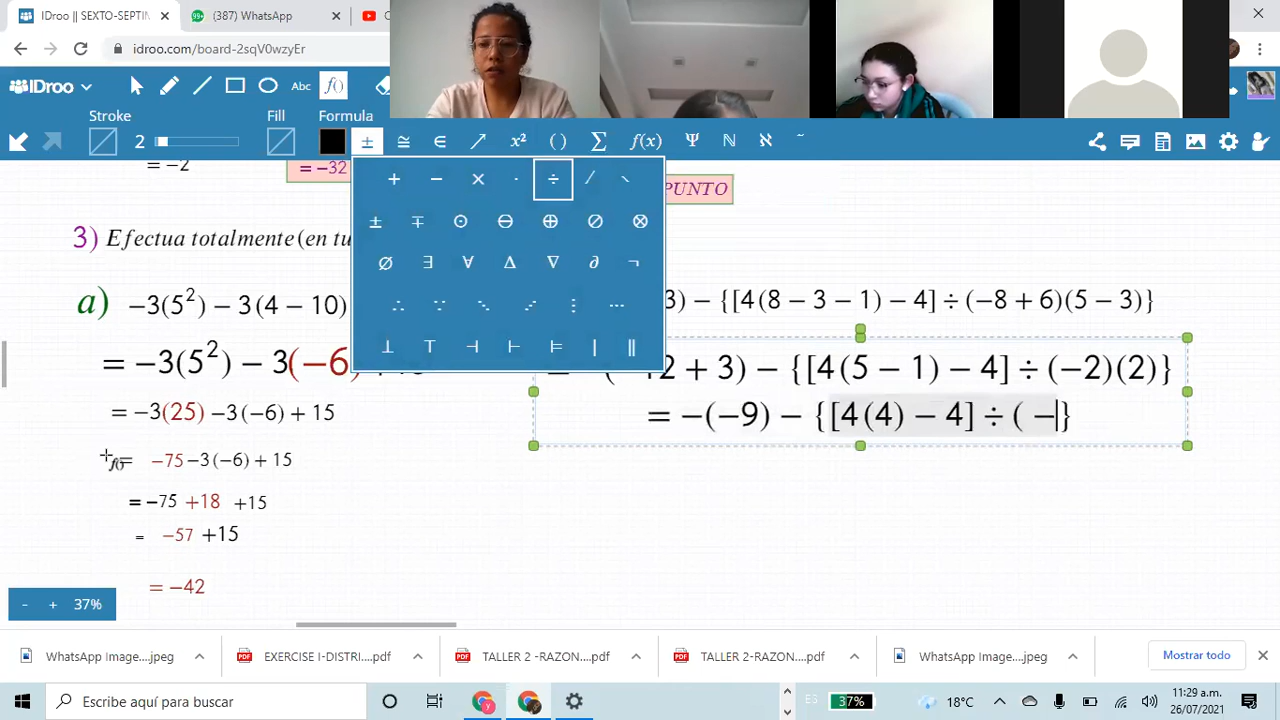 IDroo || SEXTO-SEPTIN
(387) WhatsApp
idroo.com/board-2sqV0wzyEr
IDroo
Abc
f()
Stroke
Fill
Formula
2
± ≅ ∈ x² ( ) ∑ f(x) Ψ ℕ ℵ ~
+ − × · ÷ ∕ ∖
± ∓ ⊙ ⊖ ⊕ ⊘ ⊗
∅ ∃ ∀ Δ ∇ ∂ ¬
∴ ∵ ⋱ ⋰ ⋮ ⋯
⊥ ⊤ ⊣ ⊢ ⊨ | ∥
= −2
= −32
PUNTO
3) Efectua totalmente (en tu
a) −3(5²) − 3(4 − 10)
3) − {[4(8 − 3 − 1) − 4] ÷ (−8 + 6)(5 − 3)}
= −3(5²) − 3(−6)
12 + 3) − {[4(5 − 1) − 4] ÷ (−2)(2)}
= −3(25) −3(−6) + 15
= −(−9) − {[4(4) − 4] ÷ ( −}
f()
= −75 −3(−6) + 15
= −75 +18 +15
= −57 +15
= −42
- + 37%
WhatsApp Image....jpeg
EXERCISE I-DISTRI....pdf
TALLER 2 -RAZON....pdf
TALLER 2-RAZON....pdf
WhatsApp Image....jpeg
Mostrar todo
Escribe aquí para buscar
ES
37%
18°C
11:29 a.m.
26/07/2021